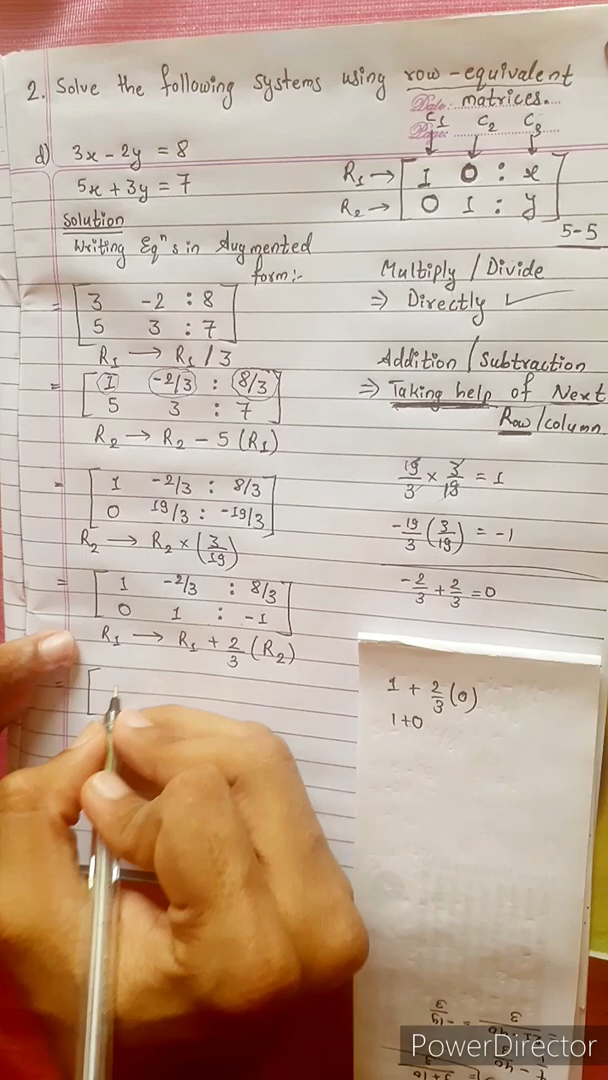 2. Solve the following systems using row-equivalent
matrices.
Date:
Page:
C1 C2 C3
d) 3x - 2y = 8
5x + 3y = 7
R1 → [ 1 0 : x ]
R2 → [ 0 1 : y ]
5-5
Solution
Writing Eqⁿs in Augmented
form:-
= [ 3 -2 : 8 ]
[ 5 3 : 7 ]
R1 → R1 / 3
= [ 1 -2/3 : 8/3 ]
[ 5 3 : 7 ]
R2 → R2 - 5 (R1)
= [ 1 -2/3 : 8/3 ]
[ 0 19/3 : -19/3 ]
R2 → R2 × (3/19)
= [ 1 -2/3 : 8/3 ]
[ 0 1 : -1 ]
R1 → R1 + 2/3 (R2)
= [
Multiply / Divide
⇒ Directly ✓
Addition / Subtraction
⇒ Taking help of Next
Row/column
19/3 × 3/19 = 1
-19/3 (3/19) = -1
-2/3 + 2/3 = 0
1 + 2/3 (0)
1+0
PowerDirector